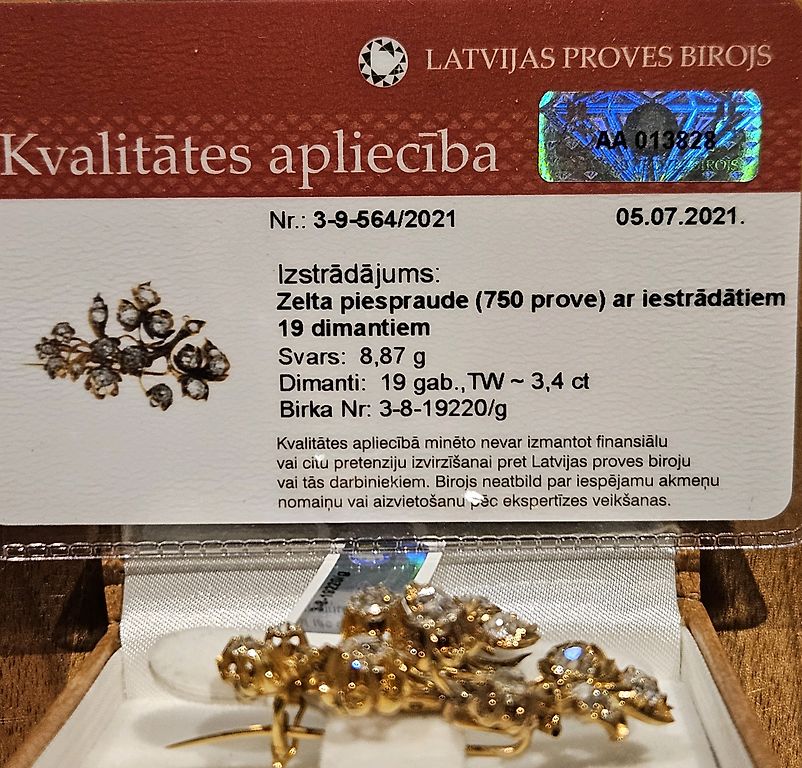 LATVIJAS PROVES BIROJS
AA 013828
BIROJS
Kvalitātes apliecība
Nr.: 3-9-564/2021
05.07.2021.
Izstrādājums:
Zelta piespraude (750 prove) ar iestrādātiem
19 dimantiem
Svars: 8,87 g
Dimanti: 19 gab.,TW ~ 3,4 ct
Birka Nr: 3-8-19220/g
Kvalitātes apliecībā minēto nevar izmantot finansiālu
vai citu pretenziju izvirzīšanai pret Latvijas proves biroju
vai tās darbiniekiem. Birojs neatbild par iespējamu akmeņu
nomaiņu vai aizvietošanu pēc ekspertīzes veikšanas.